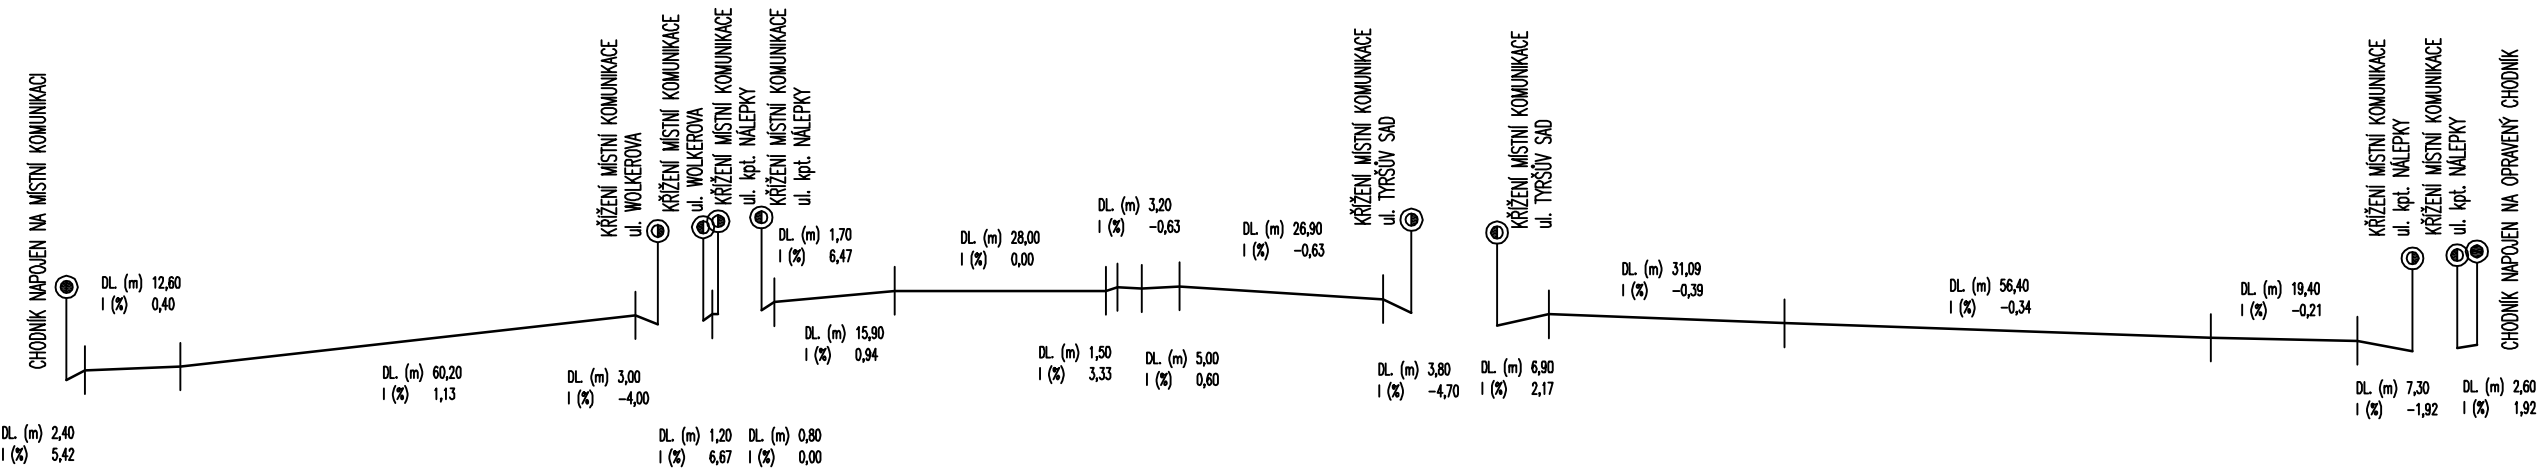 CHODNÍK NAPOJEN NA MÍSTNÍ KOMUNIKACI
DL. (m) 2,40
I (%) 5,42
DL. (m) 12,60
I (%) 0,40
DL. (m) 60,20
I (%) 1,13
KŘÍŽENÍ MÍSTNÍ KOMUNIKACE
ul. WOLKEROVA
DL. (m) 3,00
I (%) -4,00
KŘÍŽENÍ MÍSTNÍ KOMUNIKACE
ul. WOLKEROVA
DL. (m) 1,20
I (%) 6,67
KŘÍŽENÍ MÍSTNÍ KOMUNIKACE
ul. kpt. NÁLEPKY
DL. (m) 0,80
I (%) 0,00
KŘÍŽENÍ MÍSTNÍ KOMUNIKACE
ul. kpt. NÁLEPKY
DL. (m) 1,70
I (%) 6,47
DL. (m) 15,90
I (%) 0,94
DL. (m) 28,00
I (%) 0,00
DL. (m) 1,50
I (%) 3,33
DL. (m) 3,20
I (%) -0,63
DL. (m) 5,00
I (%) 0,60
DL. (m) 26,90
I (%) -0,63
KŘÍŽENÍ MÍSTNÍ KOMUNIKACE
ul. TYRŠŮV SAD
DL. (m) 3,80
I (%) -4,70
KŘÍŽENÍ MÍSTNÍ KOMUNIKACE
ul. TYRŠŮV SAD
DL. (m) 6,90
I (%) 2,17
DL. (m) 31,09
I (%) -0,39
DL. (m) 56,40
I (%) -0,34
DL. (m) 19,40
I (%) -0,21
KŘÍŽENÍ MÍSTNÍ KOMUNIKACE
ul. kpt. NÁLEPKY
DL. (m) 7,30
I (%) -1,92
KŘÍŽENÍ MÍSTNÍ KOMUNIKACE
ul. kpt. NÁLEPKY
DL. (m) 2,60
I (%) 1,92
CHODNÍK NAPOJEN NA OPRAVENÝ CHODNÍK